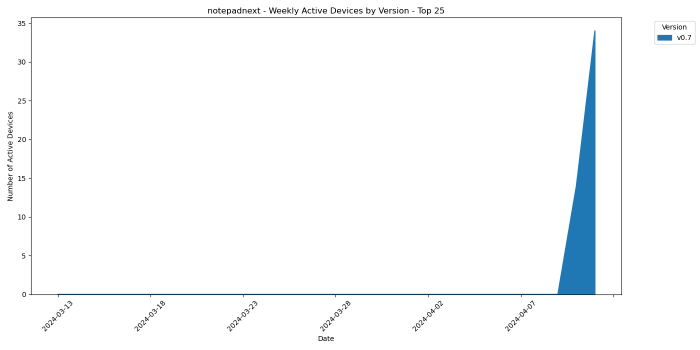 notepadnext - Weekly Active Devices by Version - Top 25
Version
v0.7
Number of Active Devices
35
30
25
20
15
10
5
0
2024-03-13
2024-03-18
2024-03-23
2024-03-28
2024-04-02
2024-04-07
Date